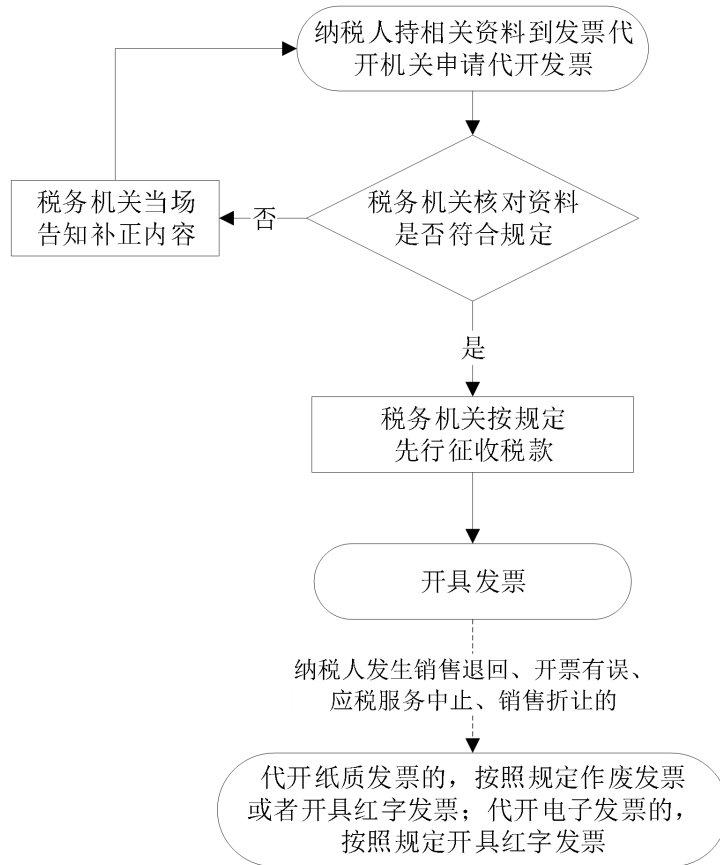 纳税人持相关资料到发票代
开机关申请代开发票
税务机关核对资料
是否符合规定
否
税务机关当场
告知补正内容
是
税务机关按规定
先行征收税款
开具发票
纳税人发生销售退回、开票有误、
应税服务中止、销售折让的
代开纸质发票的，按照规定作废发票
或者开具红字发票；代开电子发票的，
按照规定开具红字发票